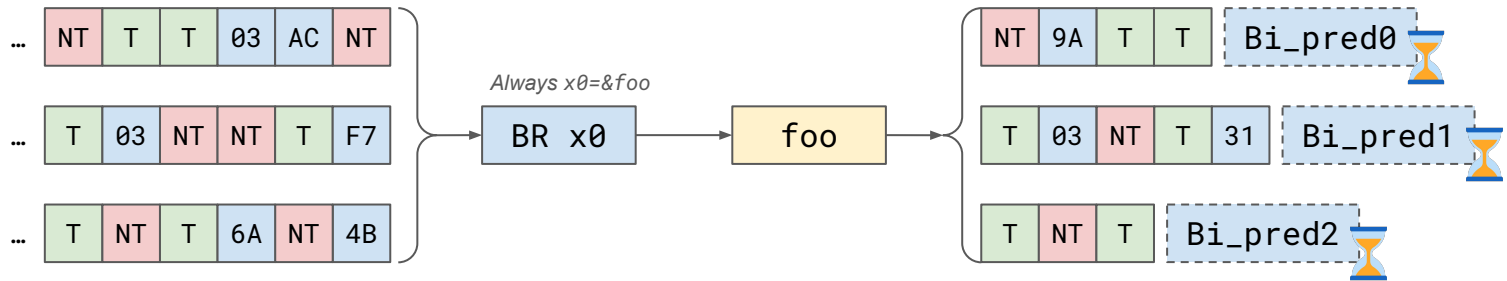 … NT T T 03 AC NT
NT 9A T T Bi_pred0
Always x0=&foo
… T 03 NT NT T F7
BR x0
foo
T 03 NT T 31 Bi_pred1
… T NT T 6A NT 4B
T NT T Bi_pred2